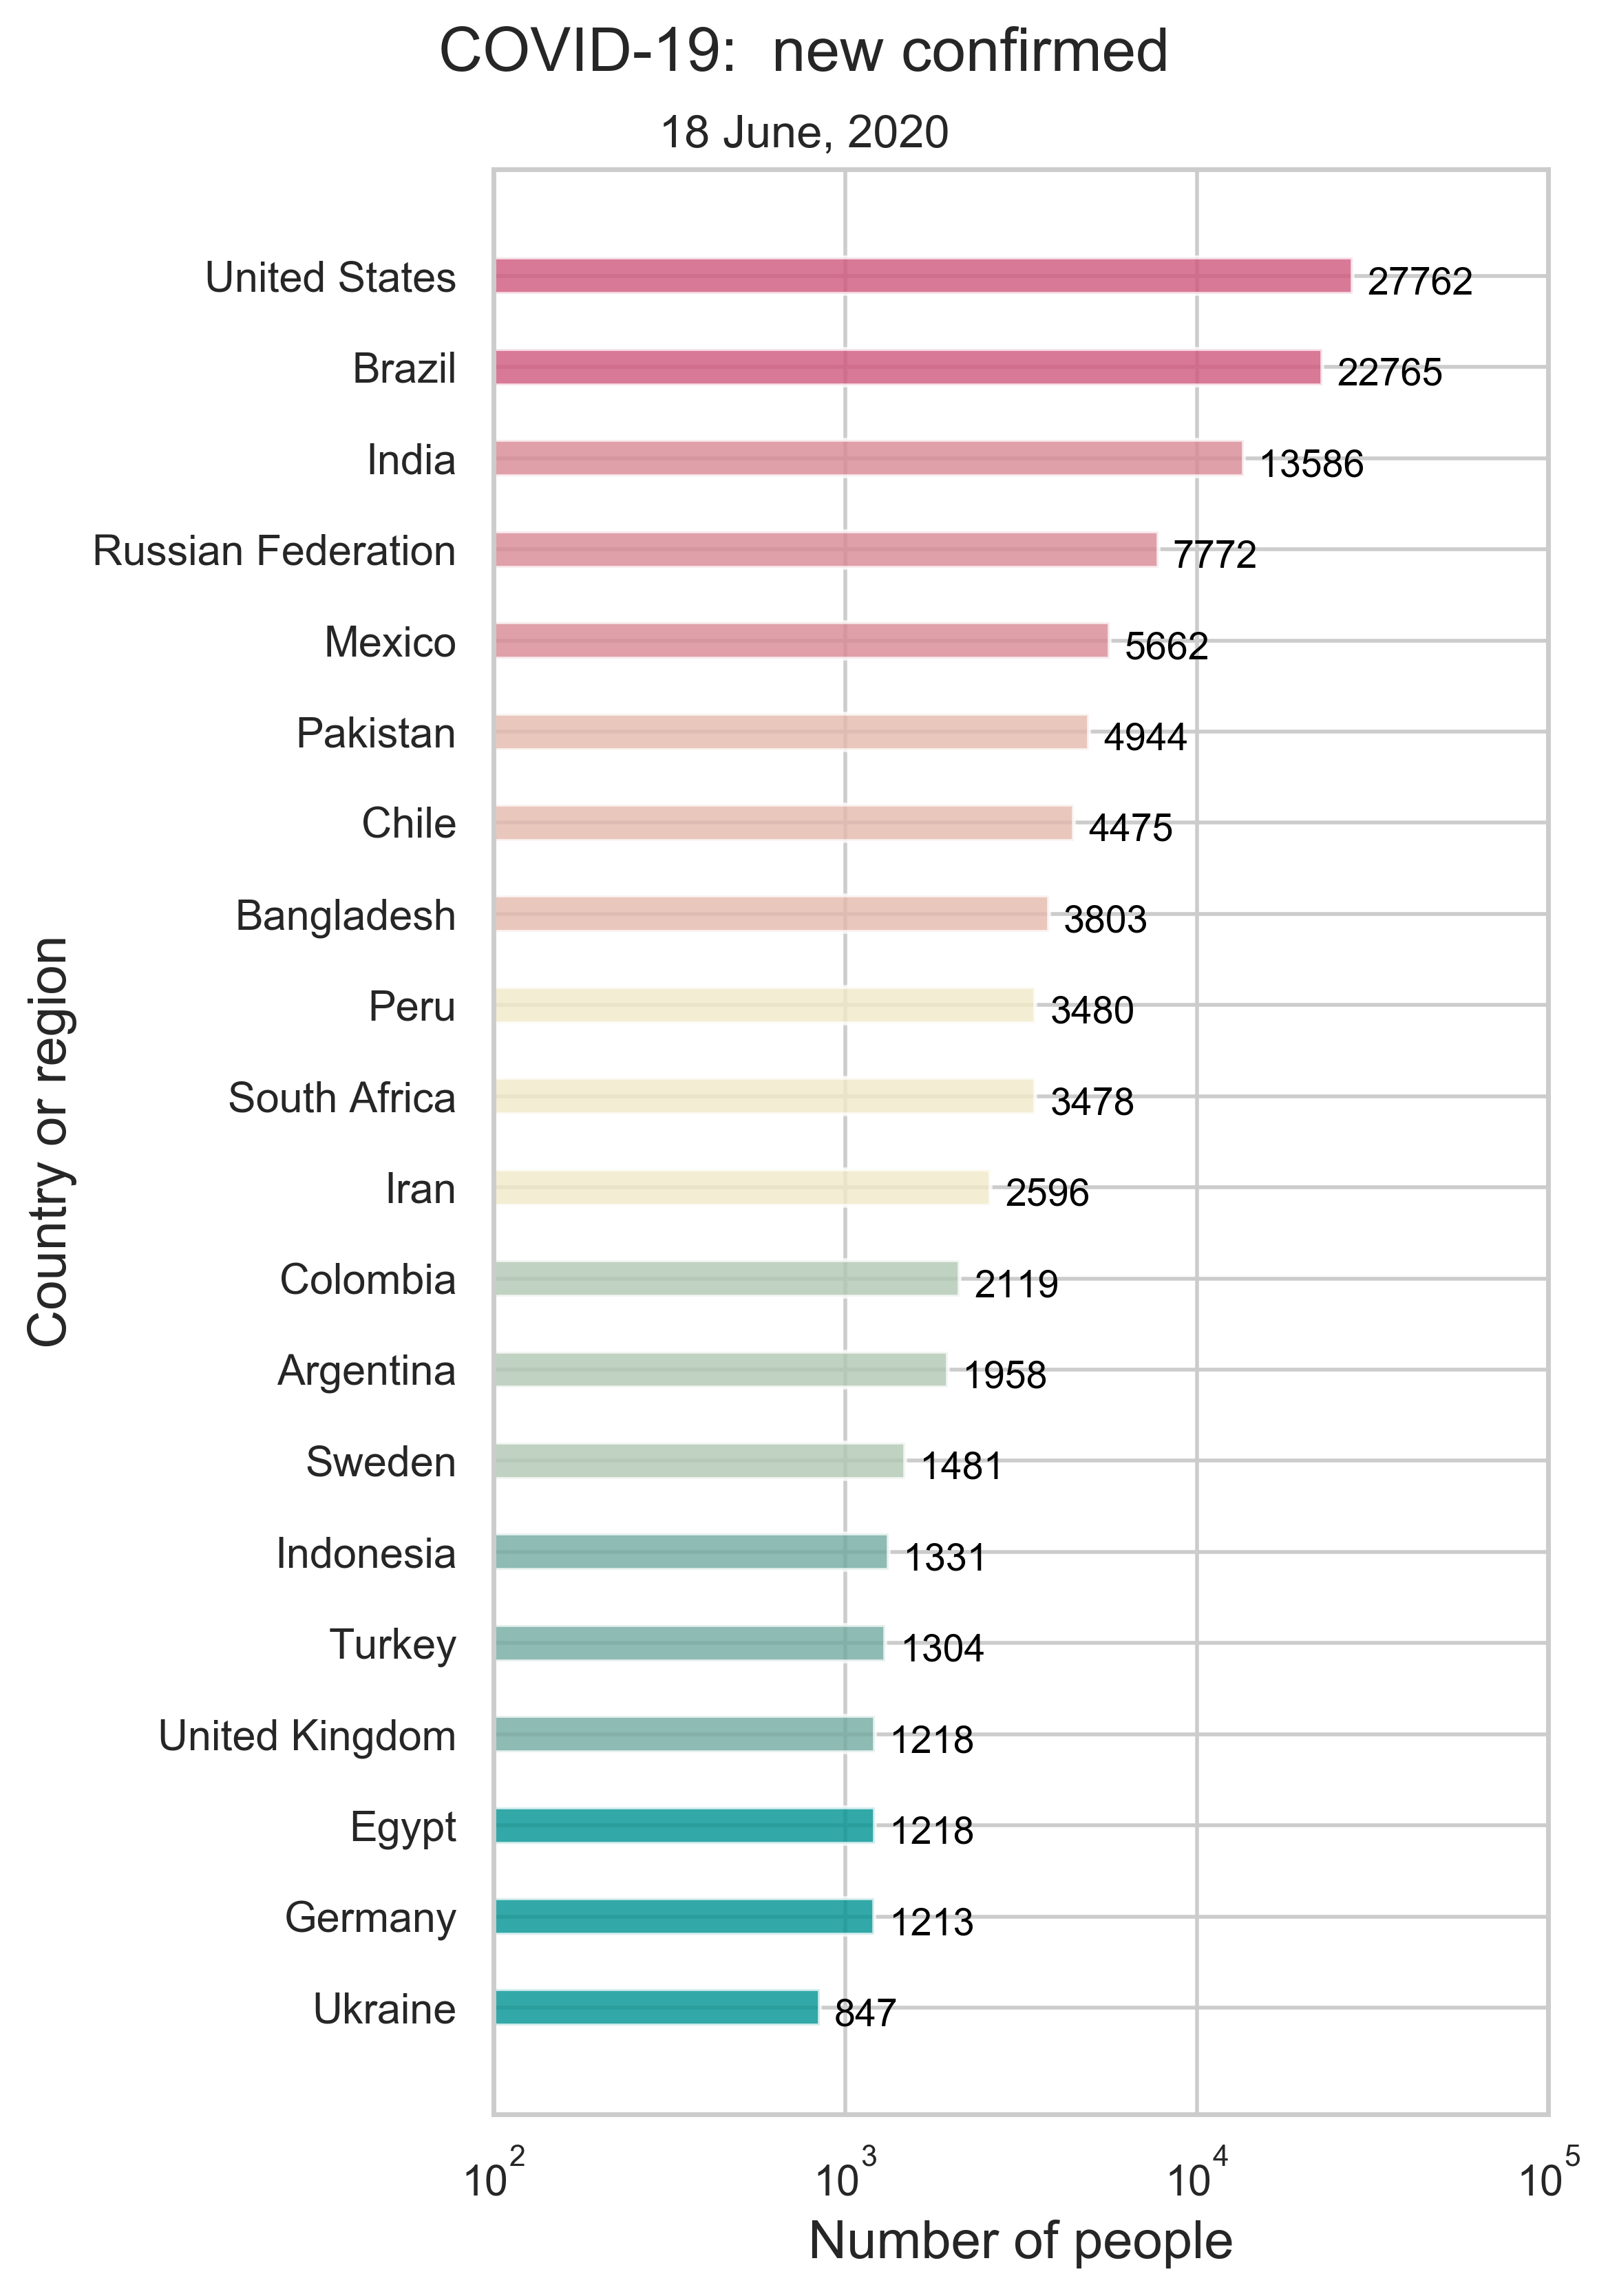 COVID-19:  new confirmed
18 June, 2020
United States 27762
Brazil 22765
India 13586
Russian Federation 7772
Mexico 5662
Pakistan 4944
Chile 4475
Bangladesh 3803
Peru 3480
South Africa 3478
Iran 2596
Colombia 2119
Argentina 1958
Sweden 1481
Indonesia 1331
Turkey 1304
United Kingdom 1218
Egypt 1218
Germany 1213
Ukraine 847
Country or region
10² 10³ 10⁴ 10⁵
Number of people